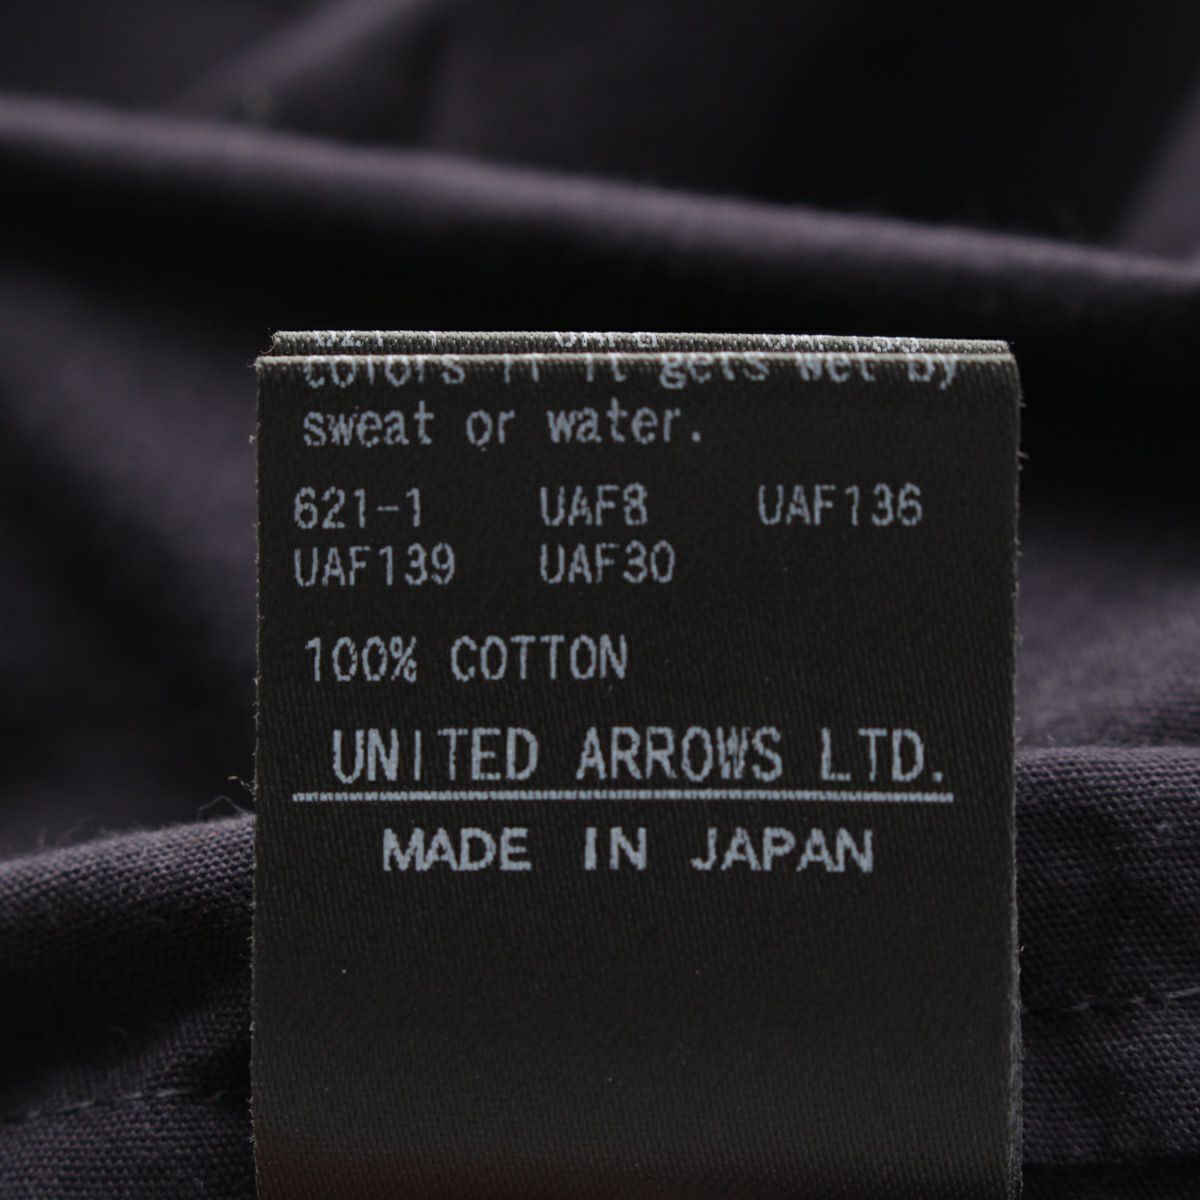 colors if it gets wet by
sweat or water.
621-1 UAF8 UAF136
UAF139 UAF30
100% COTTON
UNITED ARROWS LTD.
MADE IN JAPAN